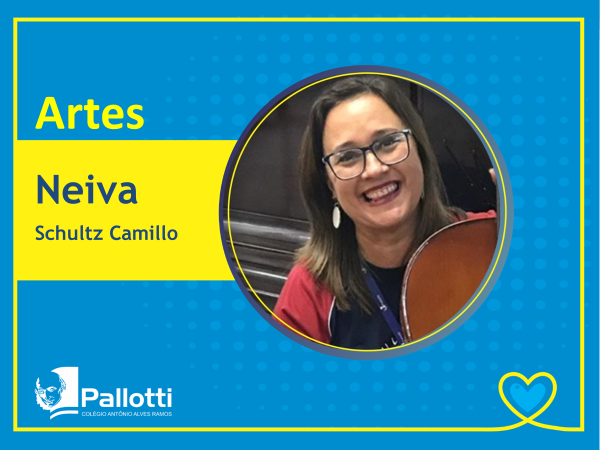 Artes
Neiva
Schultz Camillo
Pallotti
COLÉGIO ANTÔNIO ALVES RAMOS